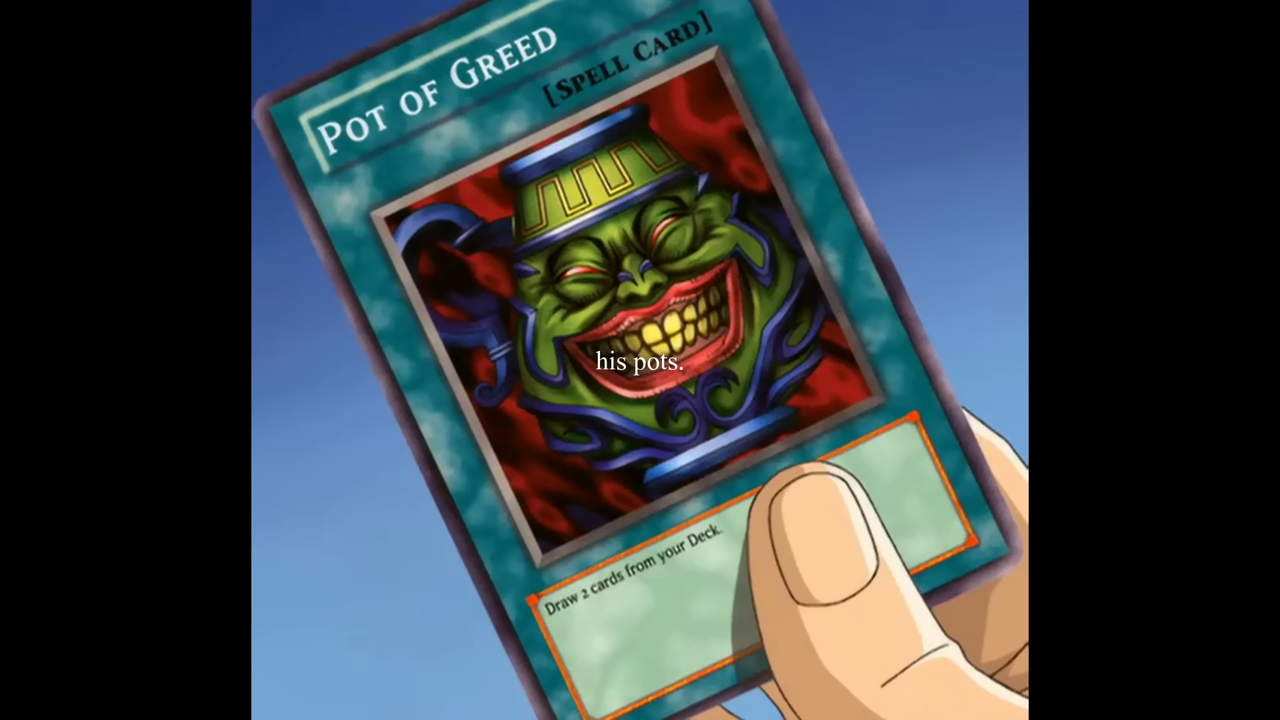 POT OF GREED
[SPELL CARD]
his pots.
Draw 2 cards from your Deck.